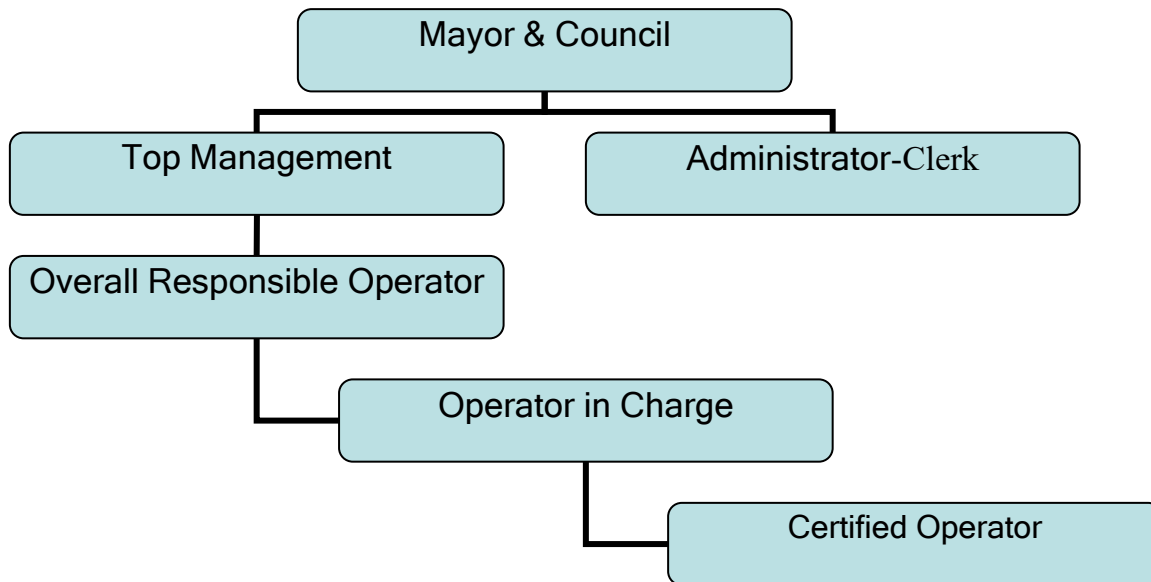 Mayor & Council
Top Management
Administrator-Clerk
Overall Responsible Operator
Operator in Charge
Certified Operator